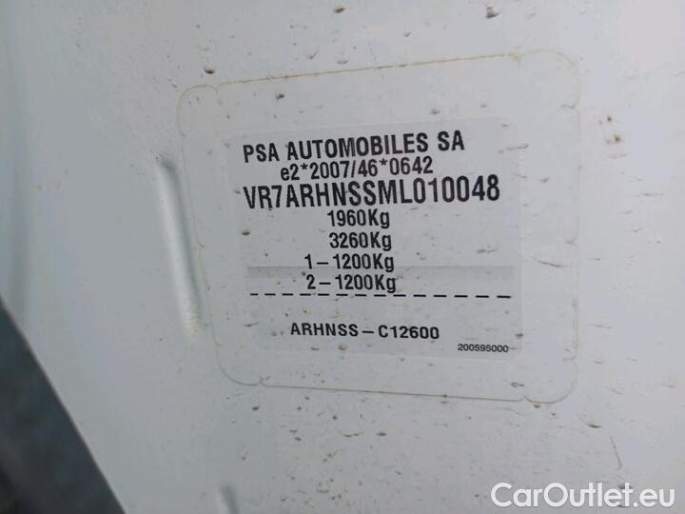 PSA AUTOMOBILES SA
e2*2007/46*0642
VR7ARHNSSML010048
1960Kg
3260Kg
1-1200Kg
2-1200Kg
ARHNSS-C12600
200595000
CarOutlet.eu